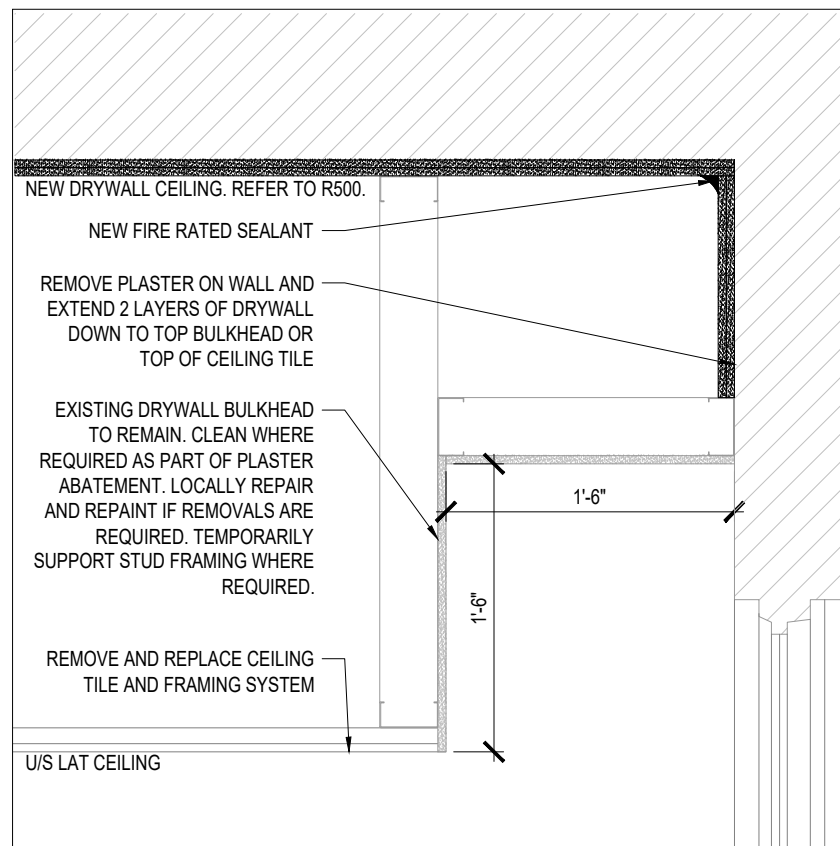 NEW DRYWALL CEILING. REFER TO R500.
NEW FIRE RATED SEALANT
REMOVE PLASTER ON WALL AND
EXTEND 2 LAYERS OF DRYWALL
DOWN TO TOP BULKHEAD OR
TOP OF CEILING TILE
EXISTING DRYWALL BULKHEAD
TO REMAIN. CLEAN WHERE
REQUIRED AS PART OF PLASTER
ABATEMENT. LOCALLY REPAIR
AND REPAINT IF REMOVALS ARE
REQUIRED. TEMPORARILY
SUPPORT STUD FRAMING WHERE
REQUIRED.
1'-6"
1'-6"
REMOVE AND REPLACE CEILING
TILE AND FRAMING SYSTEM
U/S LAT CEILING